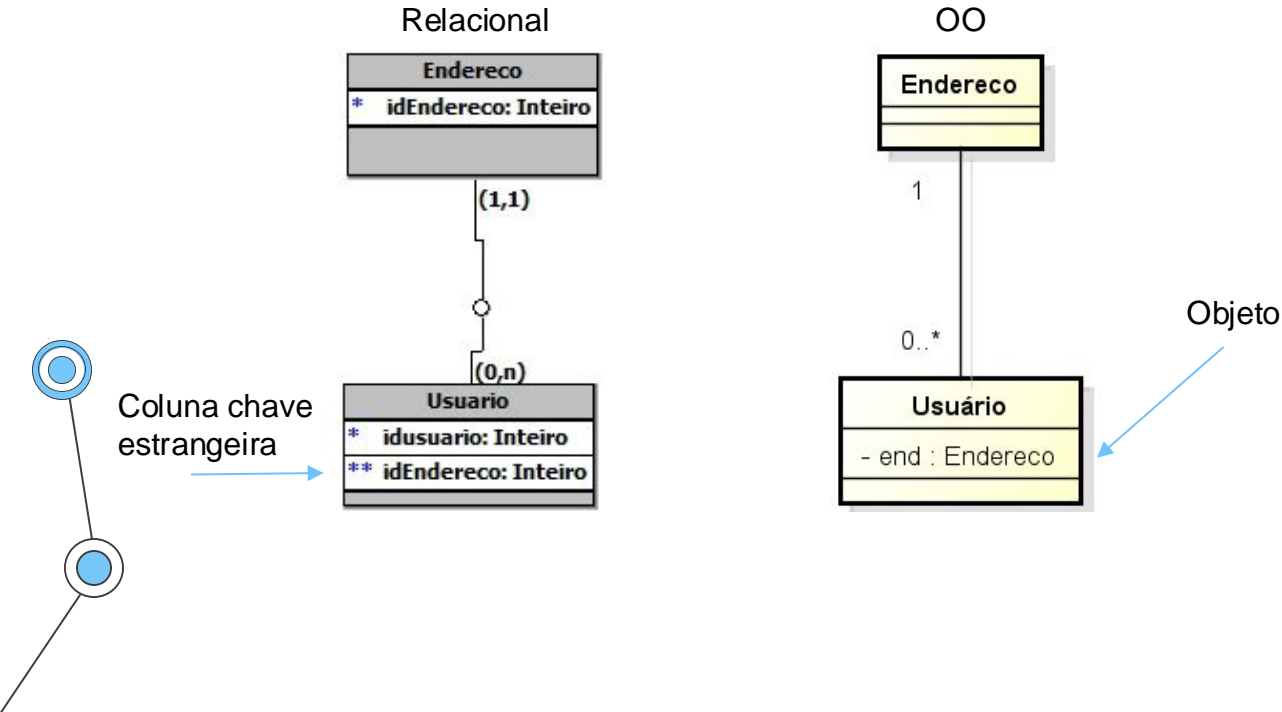 Relacional
OO
Endereco
* idEndereco: Inteiro
(1,1)
(0,n)
Coluna chave
estrangeira
Usuario
* idusuario: Inteiro
** idEndereco: Inteiro
Endereco
1
0..*
Objeto
Usuário
- end : Endereco